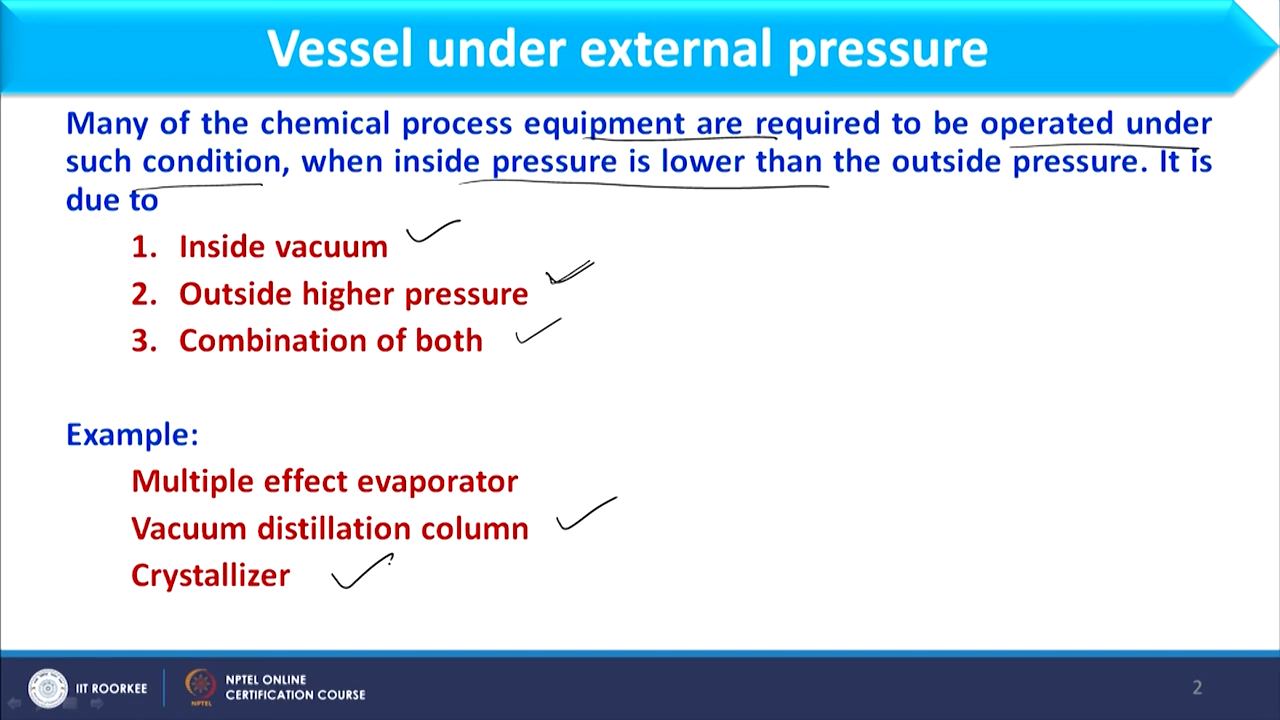 Vessel under external pressure
Many of the chemical process equipment are required to be operated under
such condition, when inside pressure is lower than the outside pressure. It is
due to
1. Inside vacuum
2. Outside higher pressure
3. Combination of both
Example:
Multiple effect evaporator
Vacuum distillation column
Crystallizer
IIT ROORKEE
NPTEL
NPTEL ONLINE
CERTIFICATION COURSE
2